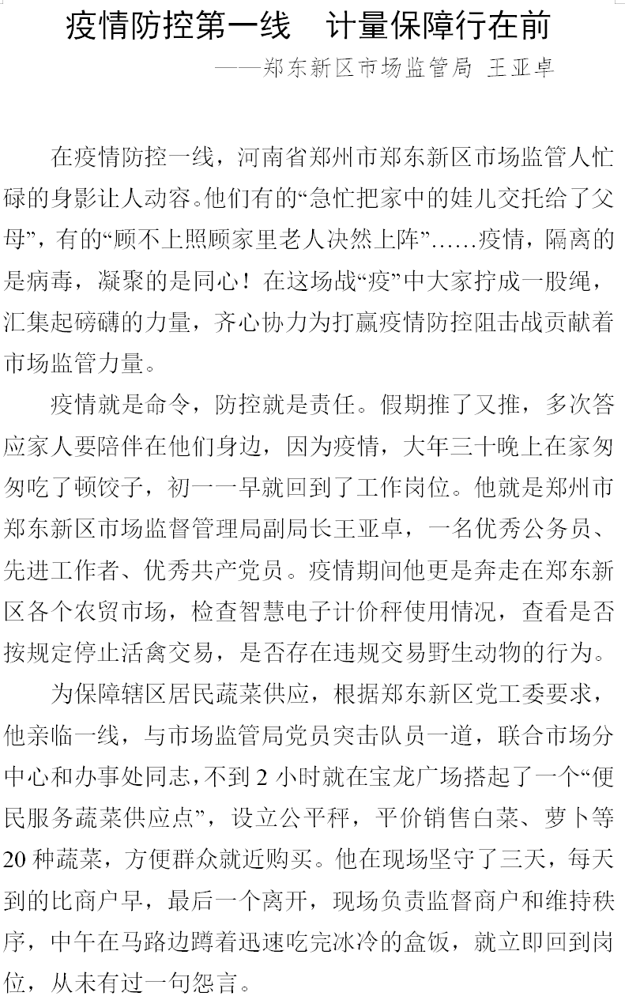 疫情防控第一线　计量保障行在前
——郑东新区市场监管局 王亚卓
在疫情防控一线，河南省郑州市郑东新区市场监管人忙
碌的身影让人动容。他们有的“急忙把家中的娃儿交托给了父
母”，有的“顾不上照顾家里老人决然上阵”……疫情，隔离的
是病毒，凝聚的是同心！在这场战“疫”中大家拧成一股绳，
汇集起磅礴的力量，齐心协力为打赢疫情防控阻击战贡献着
市场监管力量。
疫情就是命令，防控就是责任。假期推了又推，多次答
应家人要陪伴在他们身边，因为疫情，大年三十晚上在家匆
匆吃了顿饺子，初一一早就回到了工作岗位。他就是郑州市
郑东新区市场监督管理局副局长王亚卓，一名优秀公务员、
先进工作者、优秀共产党员。疫情期间他更是奔走在郑东新
区各个农贸市场，检查智慧电子计价秤使用情况，查看是否
按规定停止活禽交易，是否存在违规交易野生动物的行为。
为保障辖区居民蔬菜供应，根据郑东新区党工委要求，
他亲临一线，与市场监管局党员突击队员一道，联合市场分
中心和办事处同志，不到 2 小时就在宝龙广场搭起了一个“便
民服务蔬菜供应点”，设立公平秤，平价销售白菜、萝卜等
20 种蔬菜，方便群众就近购买。他在现场坚守了三天，每天
到的比商户早，最后一个离开，现场负责监督商户和维持秩
序，中午在马路边蹲着迅速吃完冰冷的盒饭，就立即回到岗
位，从未有过一句怨言。